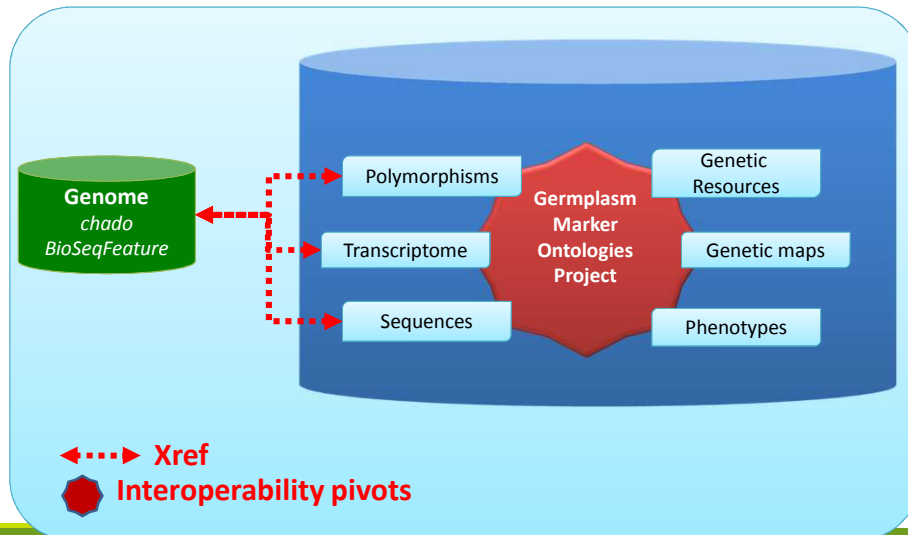 Genome
chado
BioSeqFeature
Polymorphisms
Transcriptome
Sequences
Germplasm
Marker
Ontologies
Project
Genetic
Resources
Genetic maps
Phenotypes
Xref
Interoperability pivots